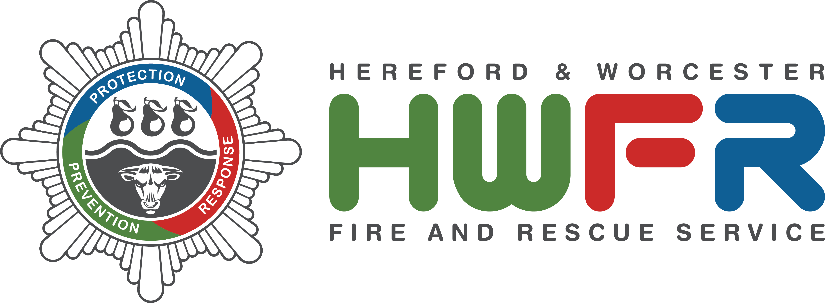 PROTECTION
PREVENTION
RESPONSE
HEREFORD & WORCESTER
HWFR
FIRE AND RESCUE SERVICE